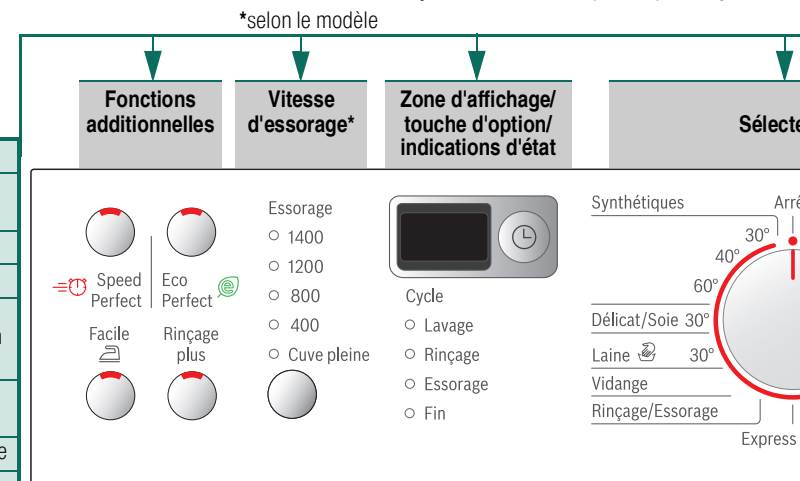 *selon le modèle
Fonctions
additionnelles
Vitesse
d'essorage*
Zone d'affichage/
touche d'option/
indications d'état
Speed
Perfect
Eco
Perfect
Facile
Rinçage
plus
Essorage
1400
1200
800
400
Cuve pleine
Cycle
Lavage
Rinçage
Essorage
Fin
Synthétiques
30°
40°
60°
Délicat/Soie 30°
Laine 30°
Vidange
Rinçage/Essorage
Express